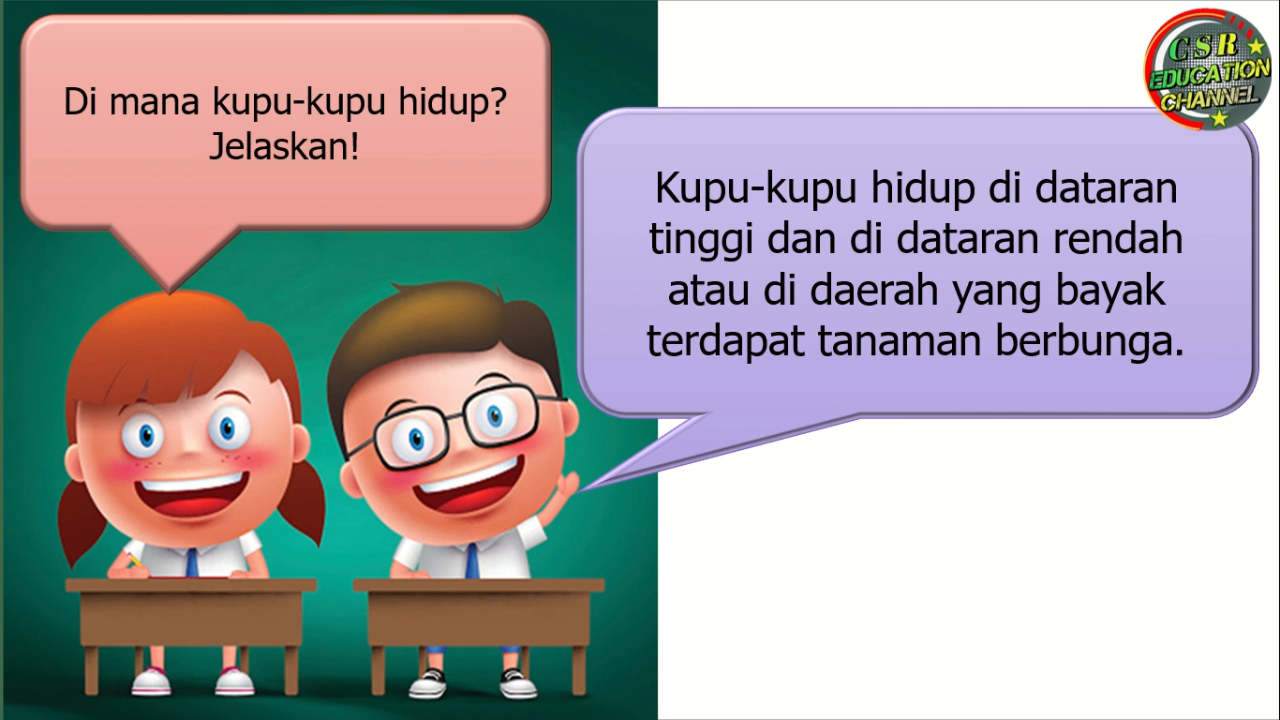 Di mana kupu-kupu hidup?
Jelaskan!
CSR
EDUCATION
CHANNEL
Kupu-kupu hidup di dataran
tinggi dan di dataran rendah
atau di daerah yang bayak
terdapat tanaman berbunga.